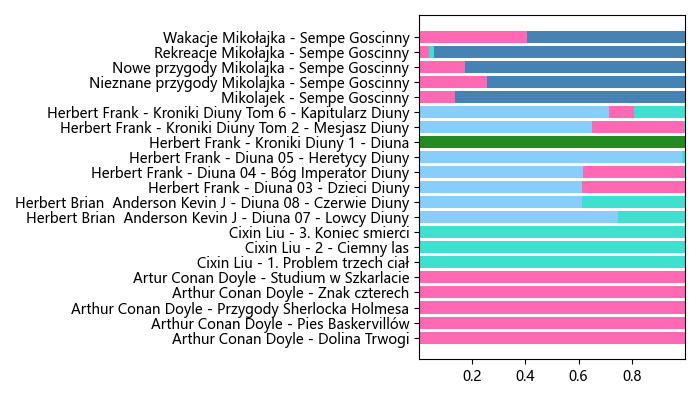 Wakacje Mikołajka - Sempe Goscinny
Rekreacje Mikołajka - Sempe Goscinny
Nowe przygody Mikolajka - Sempe Goscinny
Nieznane przygody Mikolajka - Sempe Goscinny
Mikolajek - Sempe Goscinny
Herbert Frank - Kroniki Diuny Tom 6 - Kapitularz Diuny
Herbert Frank - Kroniki Diuny Tom 2 - Mesjasz Diuny
Herbert Frank - Kroniki Diuny 1 - Diuna
Herbert Frank - Diuna 05 - Heretycy Diuny
Herbert Frank - Diuna 04 - Bóg Imperator Diuny
Herbert Frank - Diuna 03 - Dzieci Diuny
Herbert Brian  Anderson Kevin J - Diuna 08 - Czerwie Diuny
Herbert Brian  Anderson Kevin J - Diuna 07 - Lowcy Diuny
Cixin Liu - 3. Koniec smierci
Cixin Liu - 2 - Ciemny las
Cixin Liu - 1. Problem trzech ciał
Artur Conan Doyle - Studium w Szkarlacie
Arthur Conan Doyle - Znak czterech
Arthur Conan Doyle - Przygody Sherlocka Holmesa
Arthur Conan Doyle - Pies Baskervillów
Arthur Conan Doyle - Dolina Trwogi
0.2 0.4 0.6 0.8